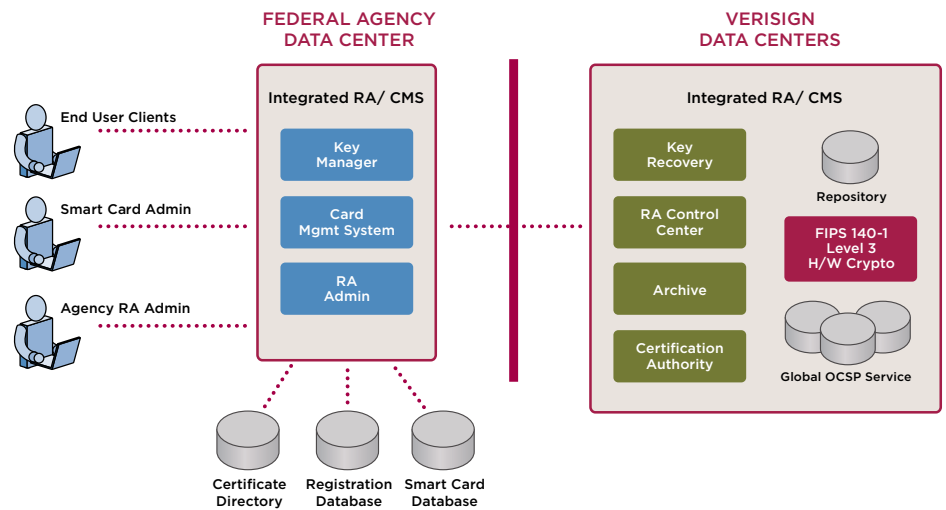 FEDERAL AGENCY
DATA CENTER
VERISIGN
DATA CENTERS
End User Clients
Smart Card Admin
Agency RA Admin
Integrated RA/ CMS
Key
Manager
Card
Mgmt System
RA
Admin
Certificate
Directory
Registration
Database
Smart Card
Database
Integrated RA/ CMS
Key
Recovery
RA Control
Center
Archive
Certification
Authority
Repository
FIPS 140-1
Level 3
H/W Crypto
Global OCSP Service